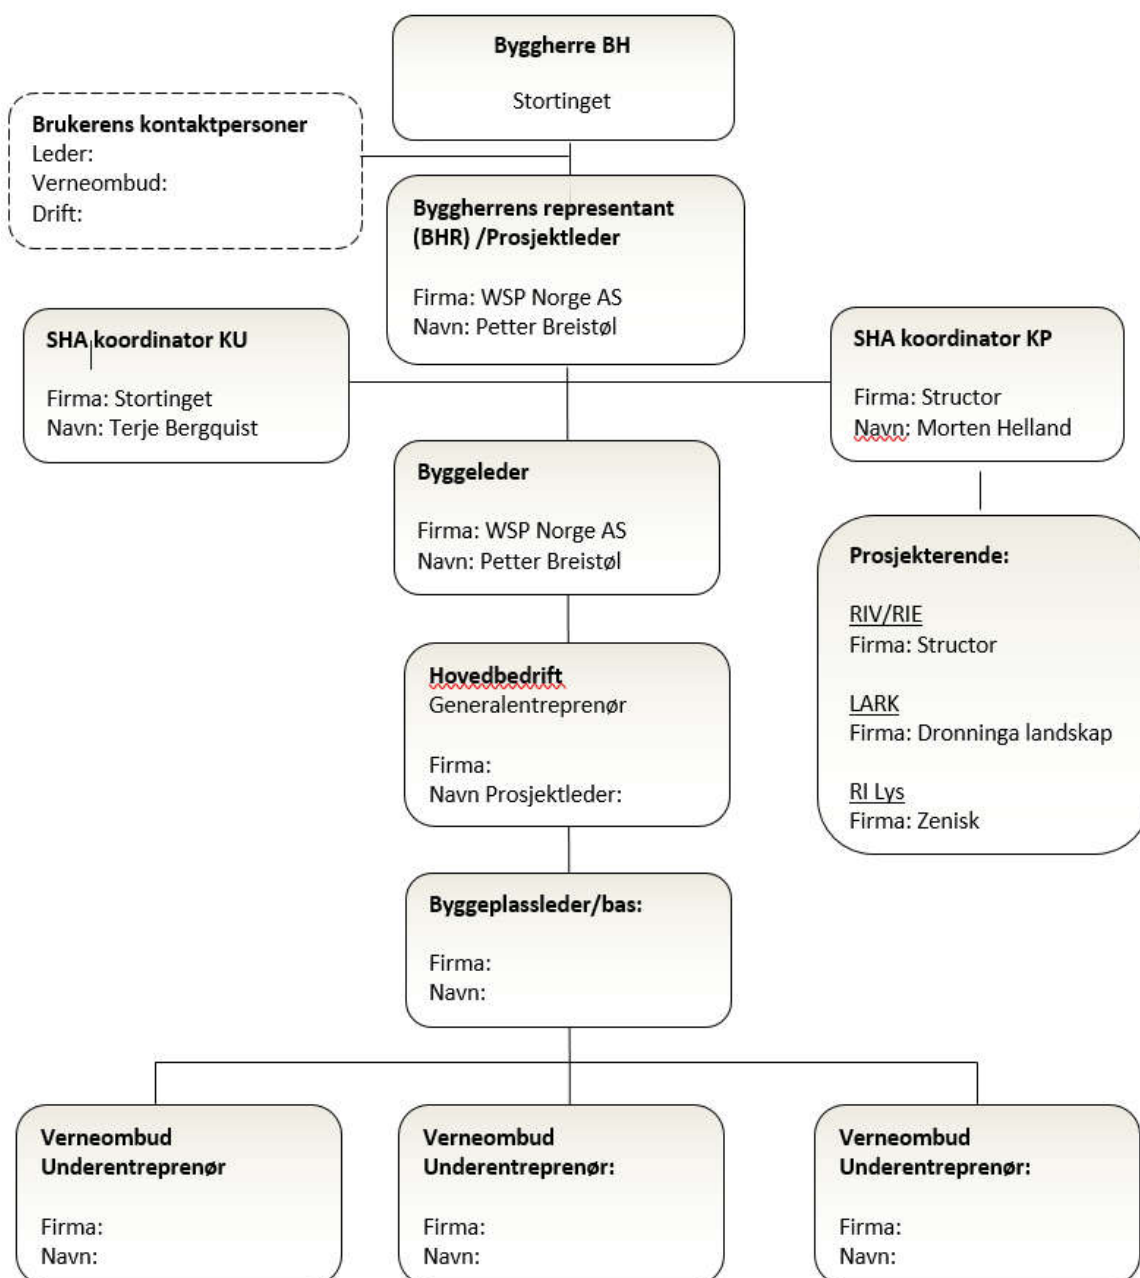 Byggherre BH
Stortinget
Brukerens kontaktpersoner
Leder:
Verneombud:
Drift:
Byggherrens representant
(BHR) /Prosjektleder
Firma: WSP Norge AS
Navn: Petter Breistøl
SHA koordinator KU
Firma: Stortinget
Navn: Terje Bergquist
SHA koordinator KP
Firma: Structor
Navn: Morten Helland
Byggeleder
Firma: WSP Norge AS
Navn: Petter Breistøl
Prosjekterende:
RIV/RIE
Firma: Structor
LARK
Firma: Dronninga landskap
RI Lys
Firma: Zenisk
Hovedbedrift
Generalentreprenør
Firma:
Navn Prosjektleder:
Byggeplassleder/bas:
Firma:
Navn:
Verneombud
Underentreprenør
Firma:
Navn:
Verneombud
Underentreprenør:
Firma:
Navn:
Verneombud
Underentreprenør:
Firma:
Navn: